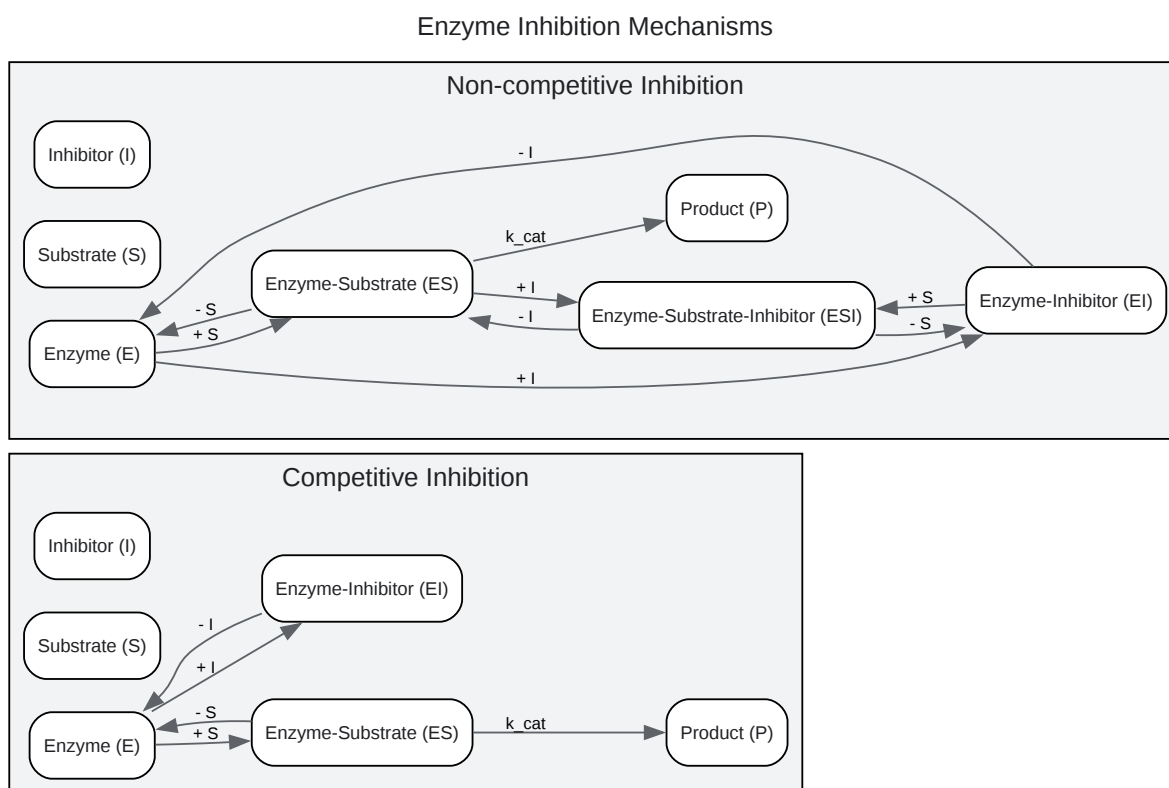 Enzyme Inhibition Mechanisms
Non-competitive Inhibition
Inhibitor (I)
- I
Product (P)
Substrate (S)
k_cat
Enzyme-Substrate (ES)
+ I
- I
Enzyme-Substrate-Inhibitor (ESI)
+ S
- S
Enzyme-Inhibitor (EI)
- S
+ S
Enzyme (E)
+ I
Competitive Inhibition
Inhibitor (I)
Enzyme-Inhibitor (EI)
- I
Substrate (S)
+ I
- S
+ S
Enzyme (E)
Enzyme-Substrate (ES)
k_cat
Product (P)